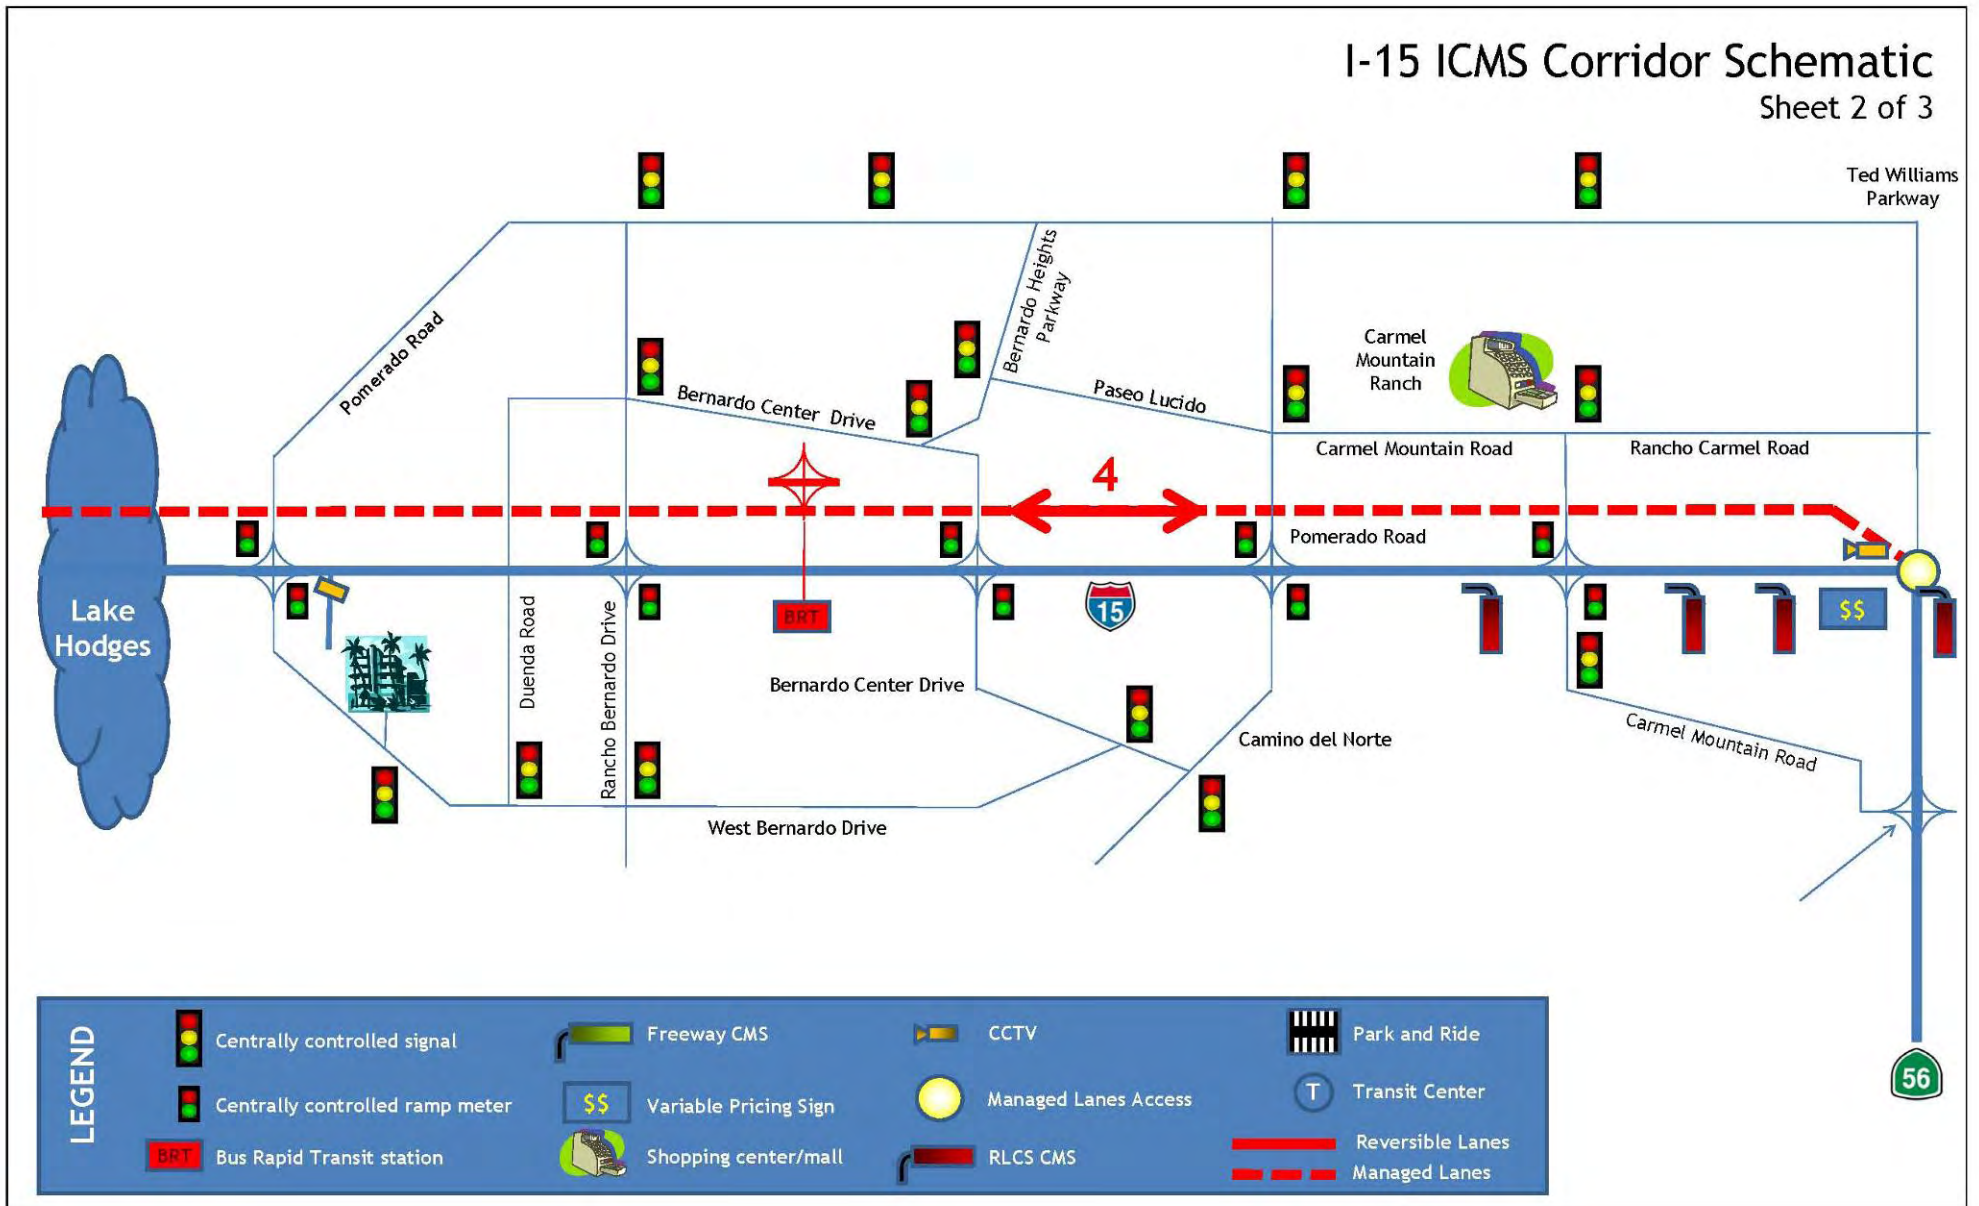 I-15 ICMS Corridor Schematic
Sheet 2 of 3
Ted Williams
Parkway
Pomerado Road
Bernardo Heights
Parkway
Carmel
Mountain
Ranch
Bernardo Center Drive
Paseo Lucido
Carmel Mountain Road
Rancho Carmel Road
4
Pomerado Road
Lake
Hodges
Duenda Road
Rancho Bernardo Drive
BRT
15
$$
Bernardo Center Drive
Camino del Norte
Carmel Mountain Road
West Bernardo Drive
56
LEGEND
Centrally controlled signal
Centrally controlled ramp meter
BRT
Bus Rapid Transit station
Freeway CMS
$$
Variable Pricing Sign
Shopping center/mall
CCTV
Managed Lanes Access
RLCS CMS
Park and Ride
T
Transit Center
Reversible Lanes
Managed Lanes